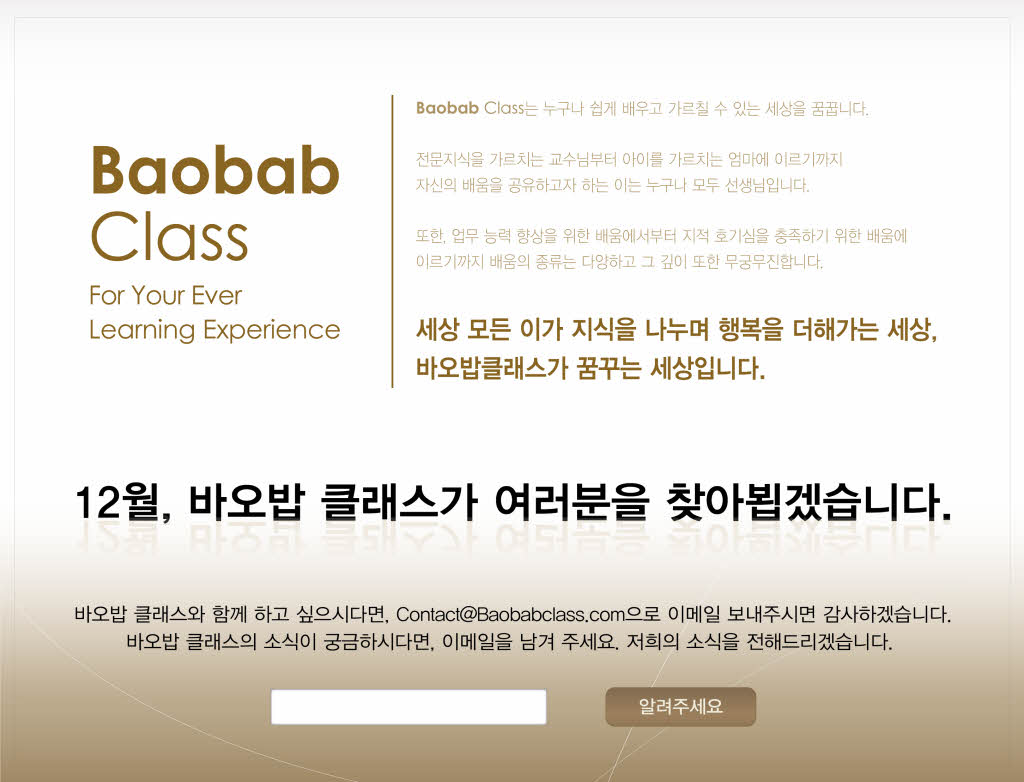 Baobab
Class
For Your Ever
Learning Experience
Baobab Class는 누구나 쉽게 배우고 가르칠 수 있는 세상을 꿈꿉니다.
전문지식을 가르치는 교수님부터 아이를 가르치는 엄마에 이르기까지
자신의 배움을 공유하고자 하는 이는 누구나 모두 선생님입니다.
또한, 업무 능력 향상을 위한 배움에서부터 지적 호기심을 충족하기 위한 배움에
이르기까지 배움의 종류는 다양하고 그 깊이 또한 무궁무진합니다.
세상 모든 이가 지식을 나누며 행복을 더해가는 세상,
바오밥클래스가 꿈꾸는 세상입니다.
12월, 바오밥 클래스가 여러분을 찾아뵙겠습니다.
바오밥 클래스와 함께 하고 싶으시다면, Contact@Baobabclass.com으로 이메일 보내주시면 감사하겠습니다.
바오밥 클래스의 소식이 궁금하시다면, 이메일을 남겨 주세요. 저희의 소식을 전해드리겠습니다.
알려주세요